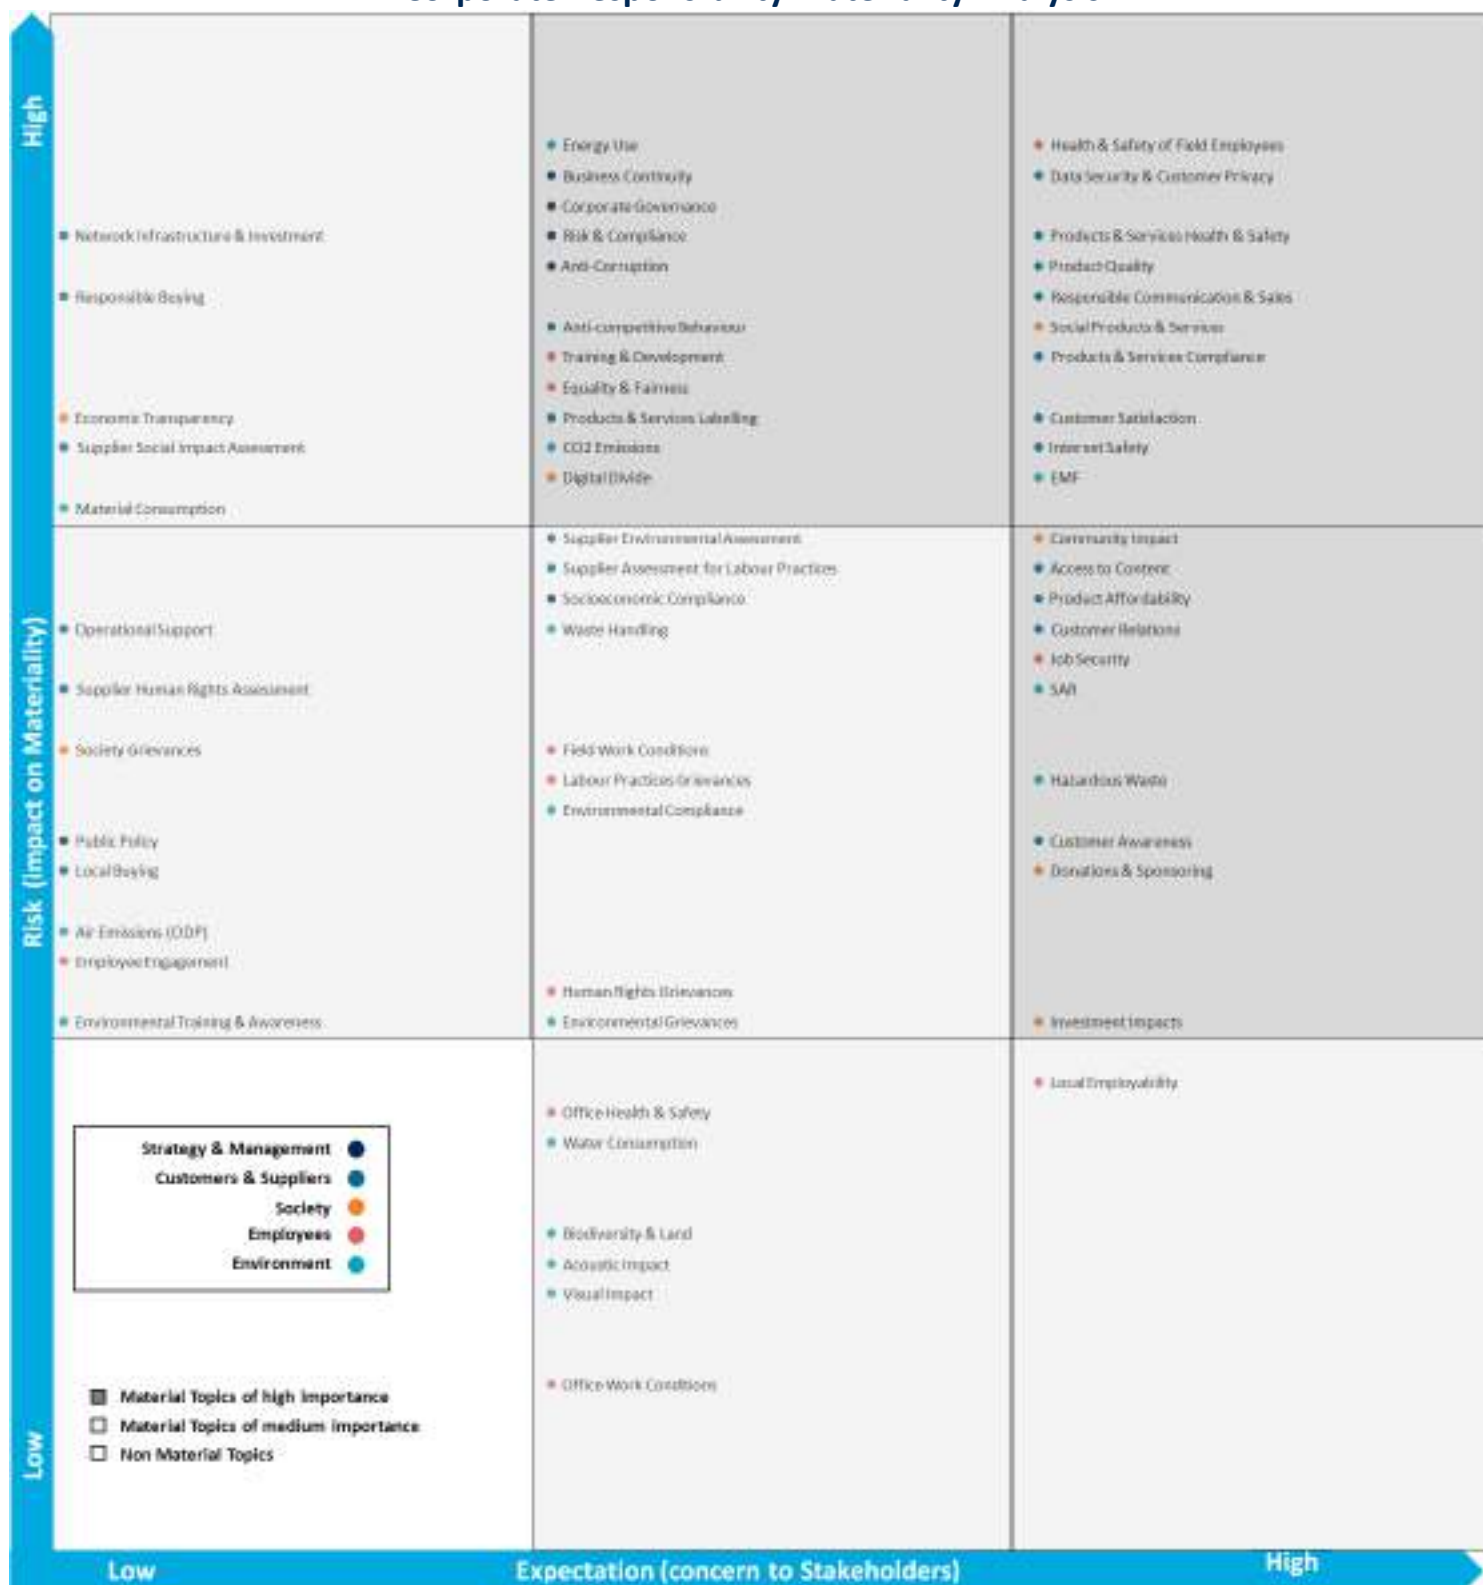 Corporate Responsibility Materiality Analysis
High
Risk (impact on Materiality)
Low
Network Infrastructure & Investment
Responsible Buying
Economic Transparency
Supplier Social Impact Assessment
Material Consumption
Energy Use
Business Continuity
Corporate Governance
Risk & Compliance
Anti-Corruption
Anti-competitive Behaviour
Training & Development
Equality & Fairness
Products & Services Labelling
CO2 Emissions
Digital Divide
Health & Safety of Field Employees
Data Security & Customer Privacy
Products & Services Health & Safety
Product Quality
Responsible Communication & Sales
Social Products & Services
Products & Services Compliance
Customer Satisfaction
Internet Safety
EMF
Operational Support
Supplier Human Rights Assessment
Society Grievances
Public Policy
Local Buying
Air Emissions (ODP)
Employee Engagement
Environmental Training & Awareness
Supplier Environmental Assessment
Supplier Assessment for Labour Practices
Socioeconomic Compliance
Waste Handling
Field Work Conditions
Labour Practices Grievances
Environmental Compliance
Human Rights Grievances
Environmental Grievances
Community Impact
Access to Content
Product Affordability
Customer Relations
Job Security
SAR
Hazardous Waste
Customer Awareness
Donations & Sponsoring
Investment Impacts
Strategy & Management
Customers & Suppliers
Society
Employees
Environment
Material Topics of high importance
Material Topics of medium importance
Non Material Topics
Office Health & Safety
Water Consumption
Biodiversity & Land
Acoustic Impact
Visual Impact
Office Work Conditions
Local Employability
Low
Expectation (concern to Stakeholders)
High